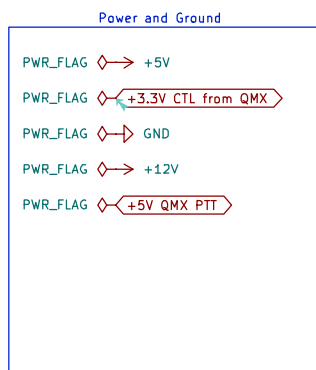 Power and Ground
PWR_FLAG +5V
PWR_FLAG +3.3V CTL from QMX
PWR_FLAG GND
PWR_FLAG +12V
PWR_FLAG +5V QMX PTT